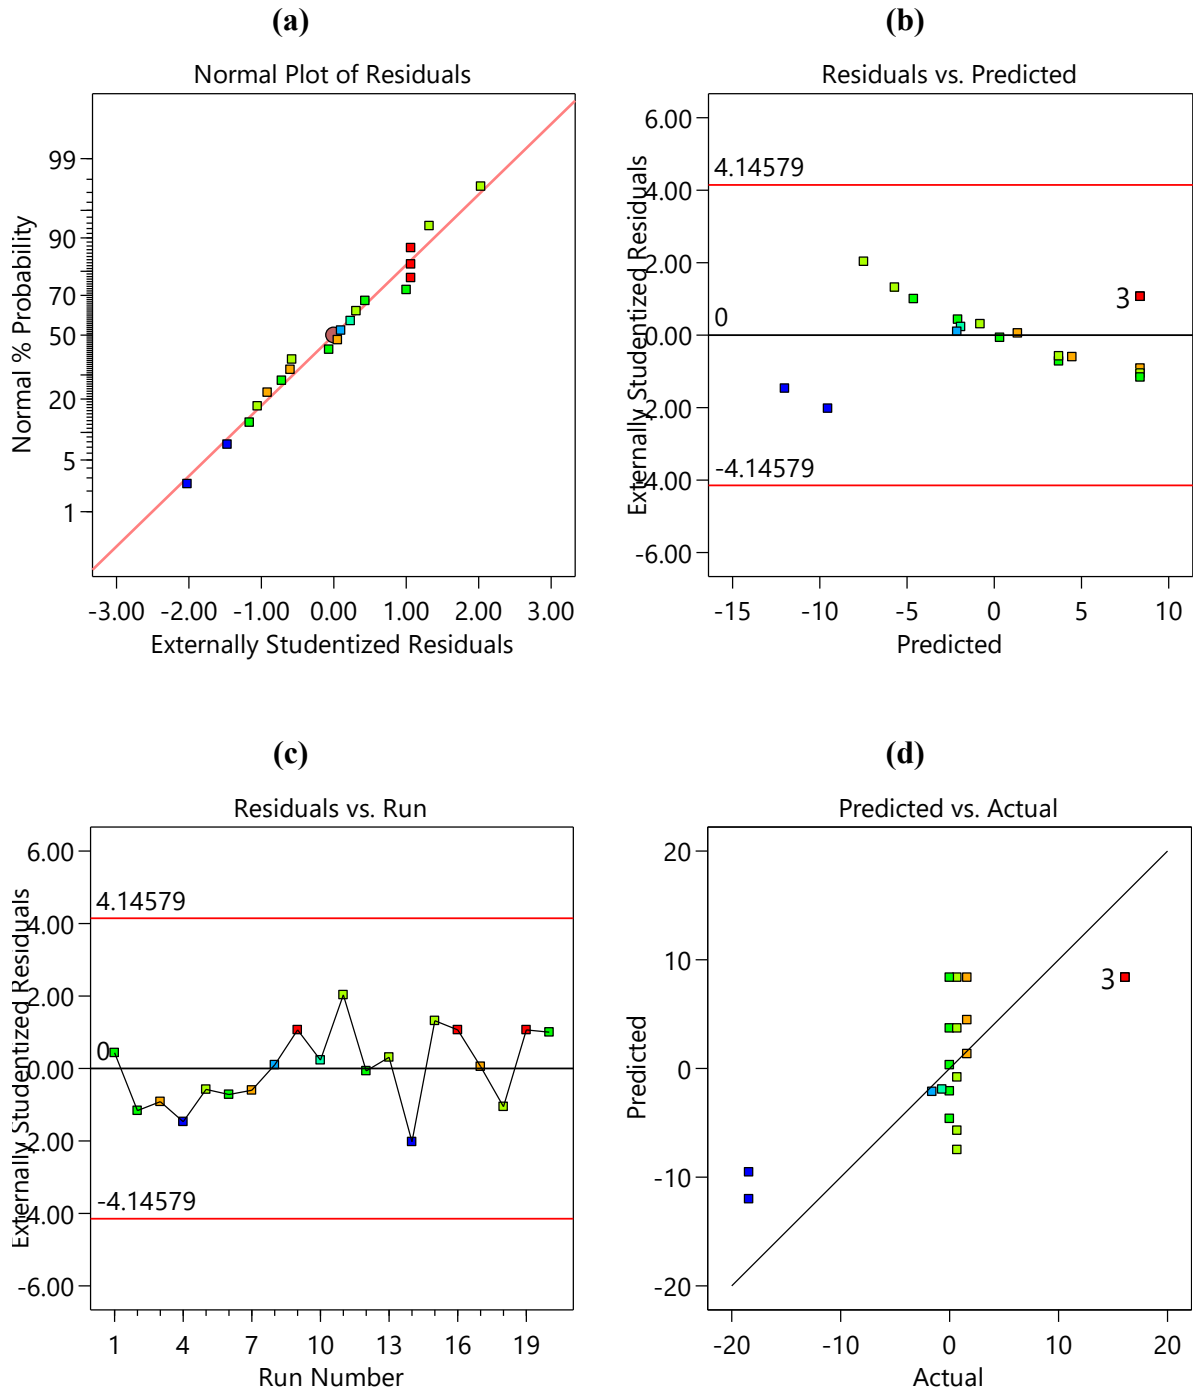 (a)
Normal Plot of Residuals
Normal % Probability
99
90
70
50
20
5
1
-3.00 -2.00 -1.00 0.00 1.00 2.00 3.00
Externally Studentized Residuals
(b)
Residuals vs. Predicted
Externally Studentized Residuals
6.00
4.00
2.00
0.00
-2.00
-4.00
-6.00
4.14579
0
-4.14579
3
-15 -10 -5 0 5 10
Predicted
(c)
Residuals vs. Run
Externally Studentized Residuals
6.00
4.00
2.00
0.00
-2.00
-4.00
-6.00
4.14579
0
-4.14579
1 4 7 10 13 16 19
Run Number
(d)
Predicted vs. Actual
Predicted
20
10
0
-10
-20
3
-20 -10 0 10 20
Actual